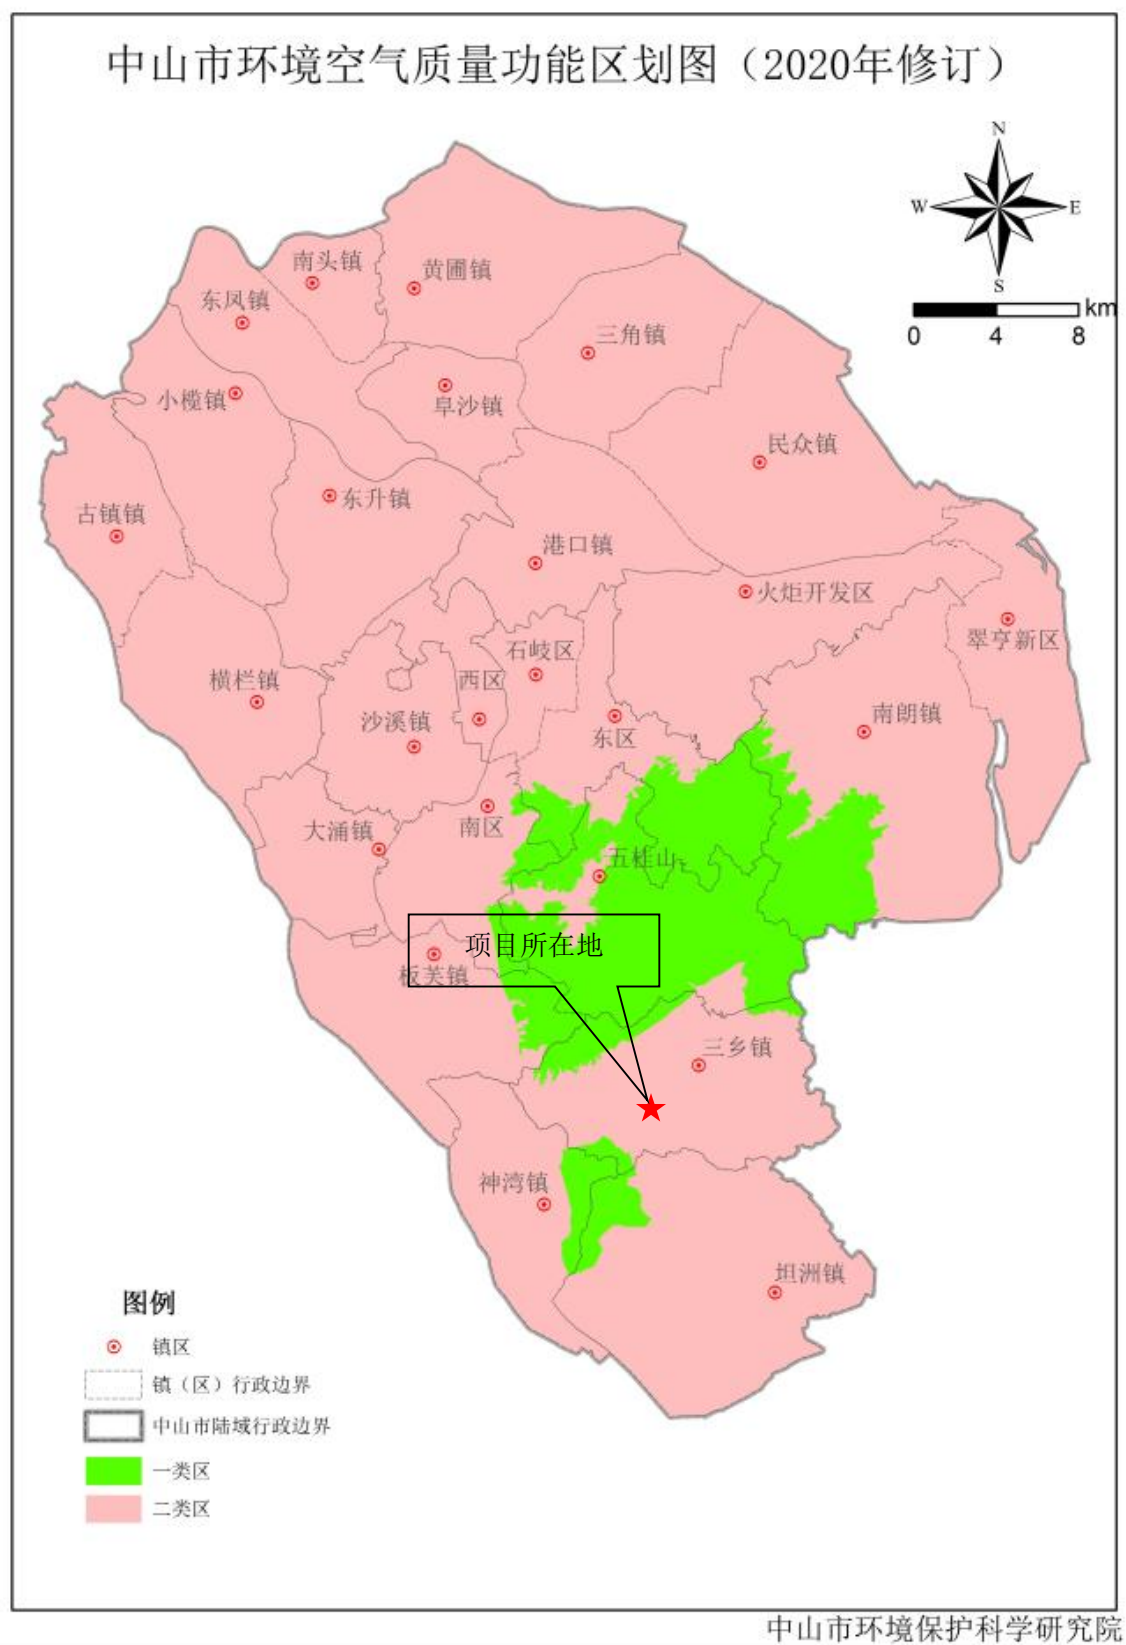 中山市环境空气质量功能区划图（2020年修订）
N
W
E
S
km
0 4 8
南头镇
黄圃镇
东凤镇
三角镇
小榄镇
阜沙镇
民众镇
东升镇
古镇镇
港口镇
火炬开发区
翠亨新区
石岐区
横栏镇
西区
沙溪镇
南朗镇
东区
大涌镇
南区
五桂山
项目所在地
板芙镇
三乡镇
神湾镇
坦洲镇
图例
镇区
镇（区）行政边界
中山市陆域行政边界
一类区
二类区
中山市环境保护科学研究院